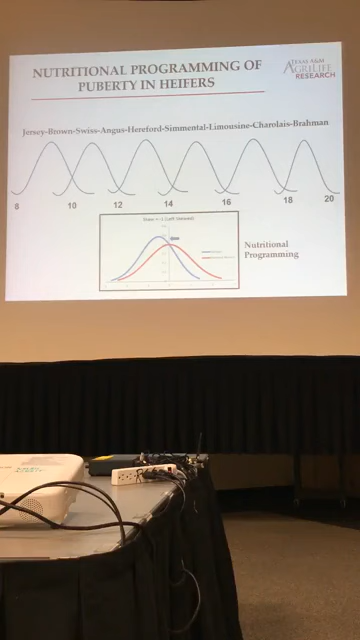 NUTRITIONAL PROGRAMMING OF
PUBERTY IN HEIFERS
TEXAS A&M
AGRILIFE
RESEARCH
Jersey-Brown-Swiss-Angus-Hereford-Simmental-Limousine-Charolais-Brahman
8 10 12 14 16 18 20
Nutritional
Programming